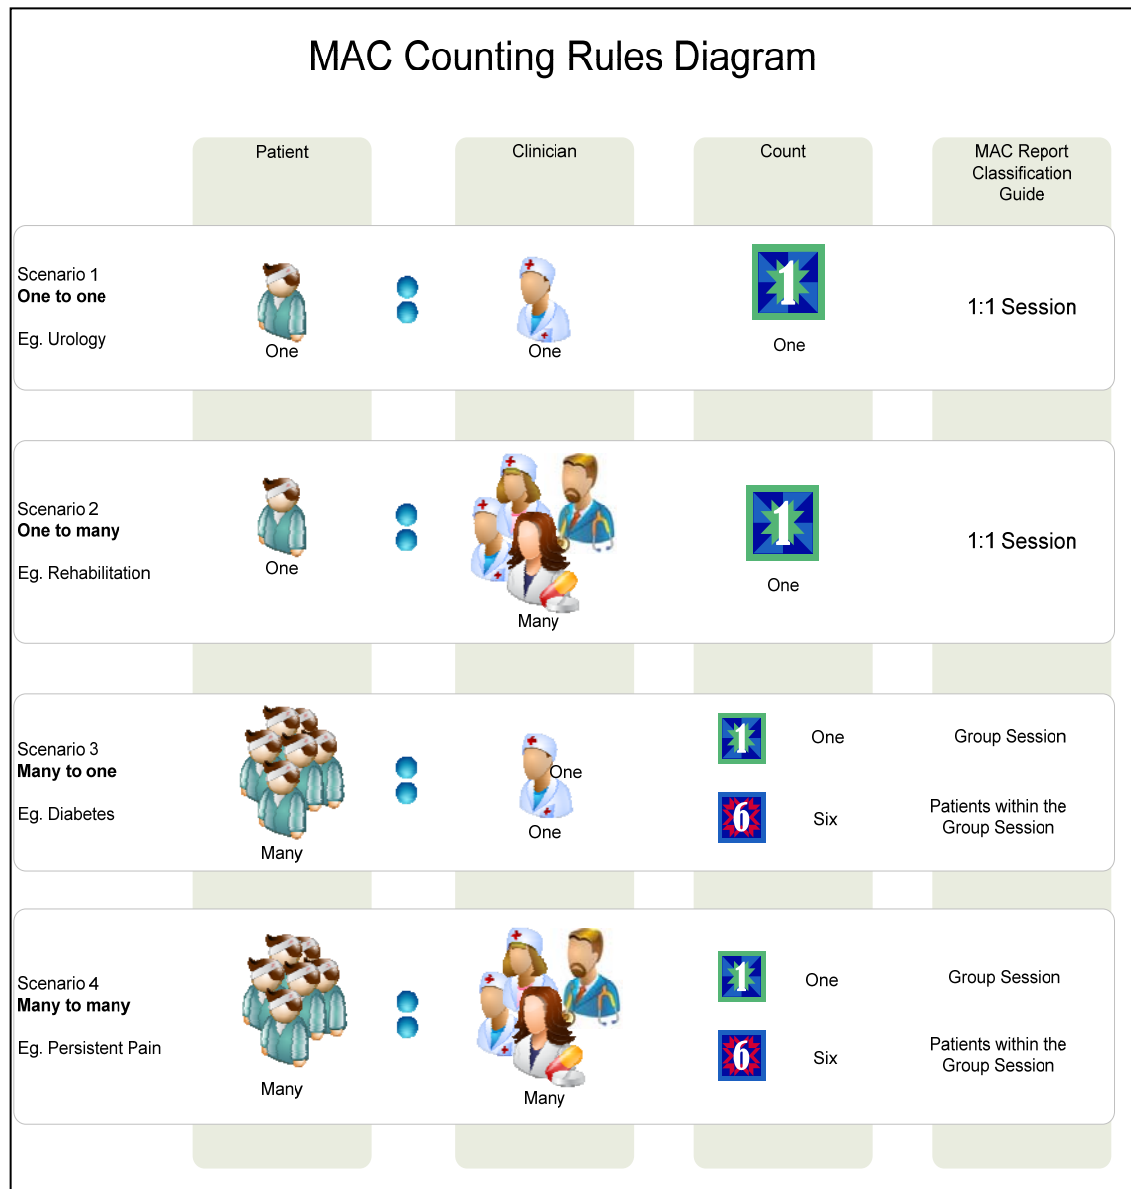 MAC Counting Rules Diagram
Patient
Clinician
Count
MAC Report
Classification
Guide
Scenario 1
One to one
Eg. Urology
One
One
1
One
1:1 Session
Scenario 2
One to many
Eg. Rehabilitation
One
Many
1
One
1:1 Session
Scenario 3
Many to one
Eg. Diabetes
Many
One
One
1
One
Group Session
6
Six
Patients within the
Group Session
Scenario 4
Many to many
Eg. Persistent Pain
Many
Many
1
One
Group Session
6
Six
Patients within the
Group Session